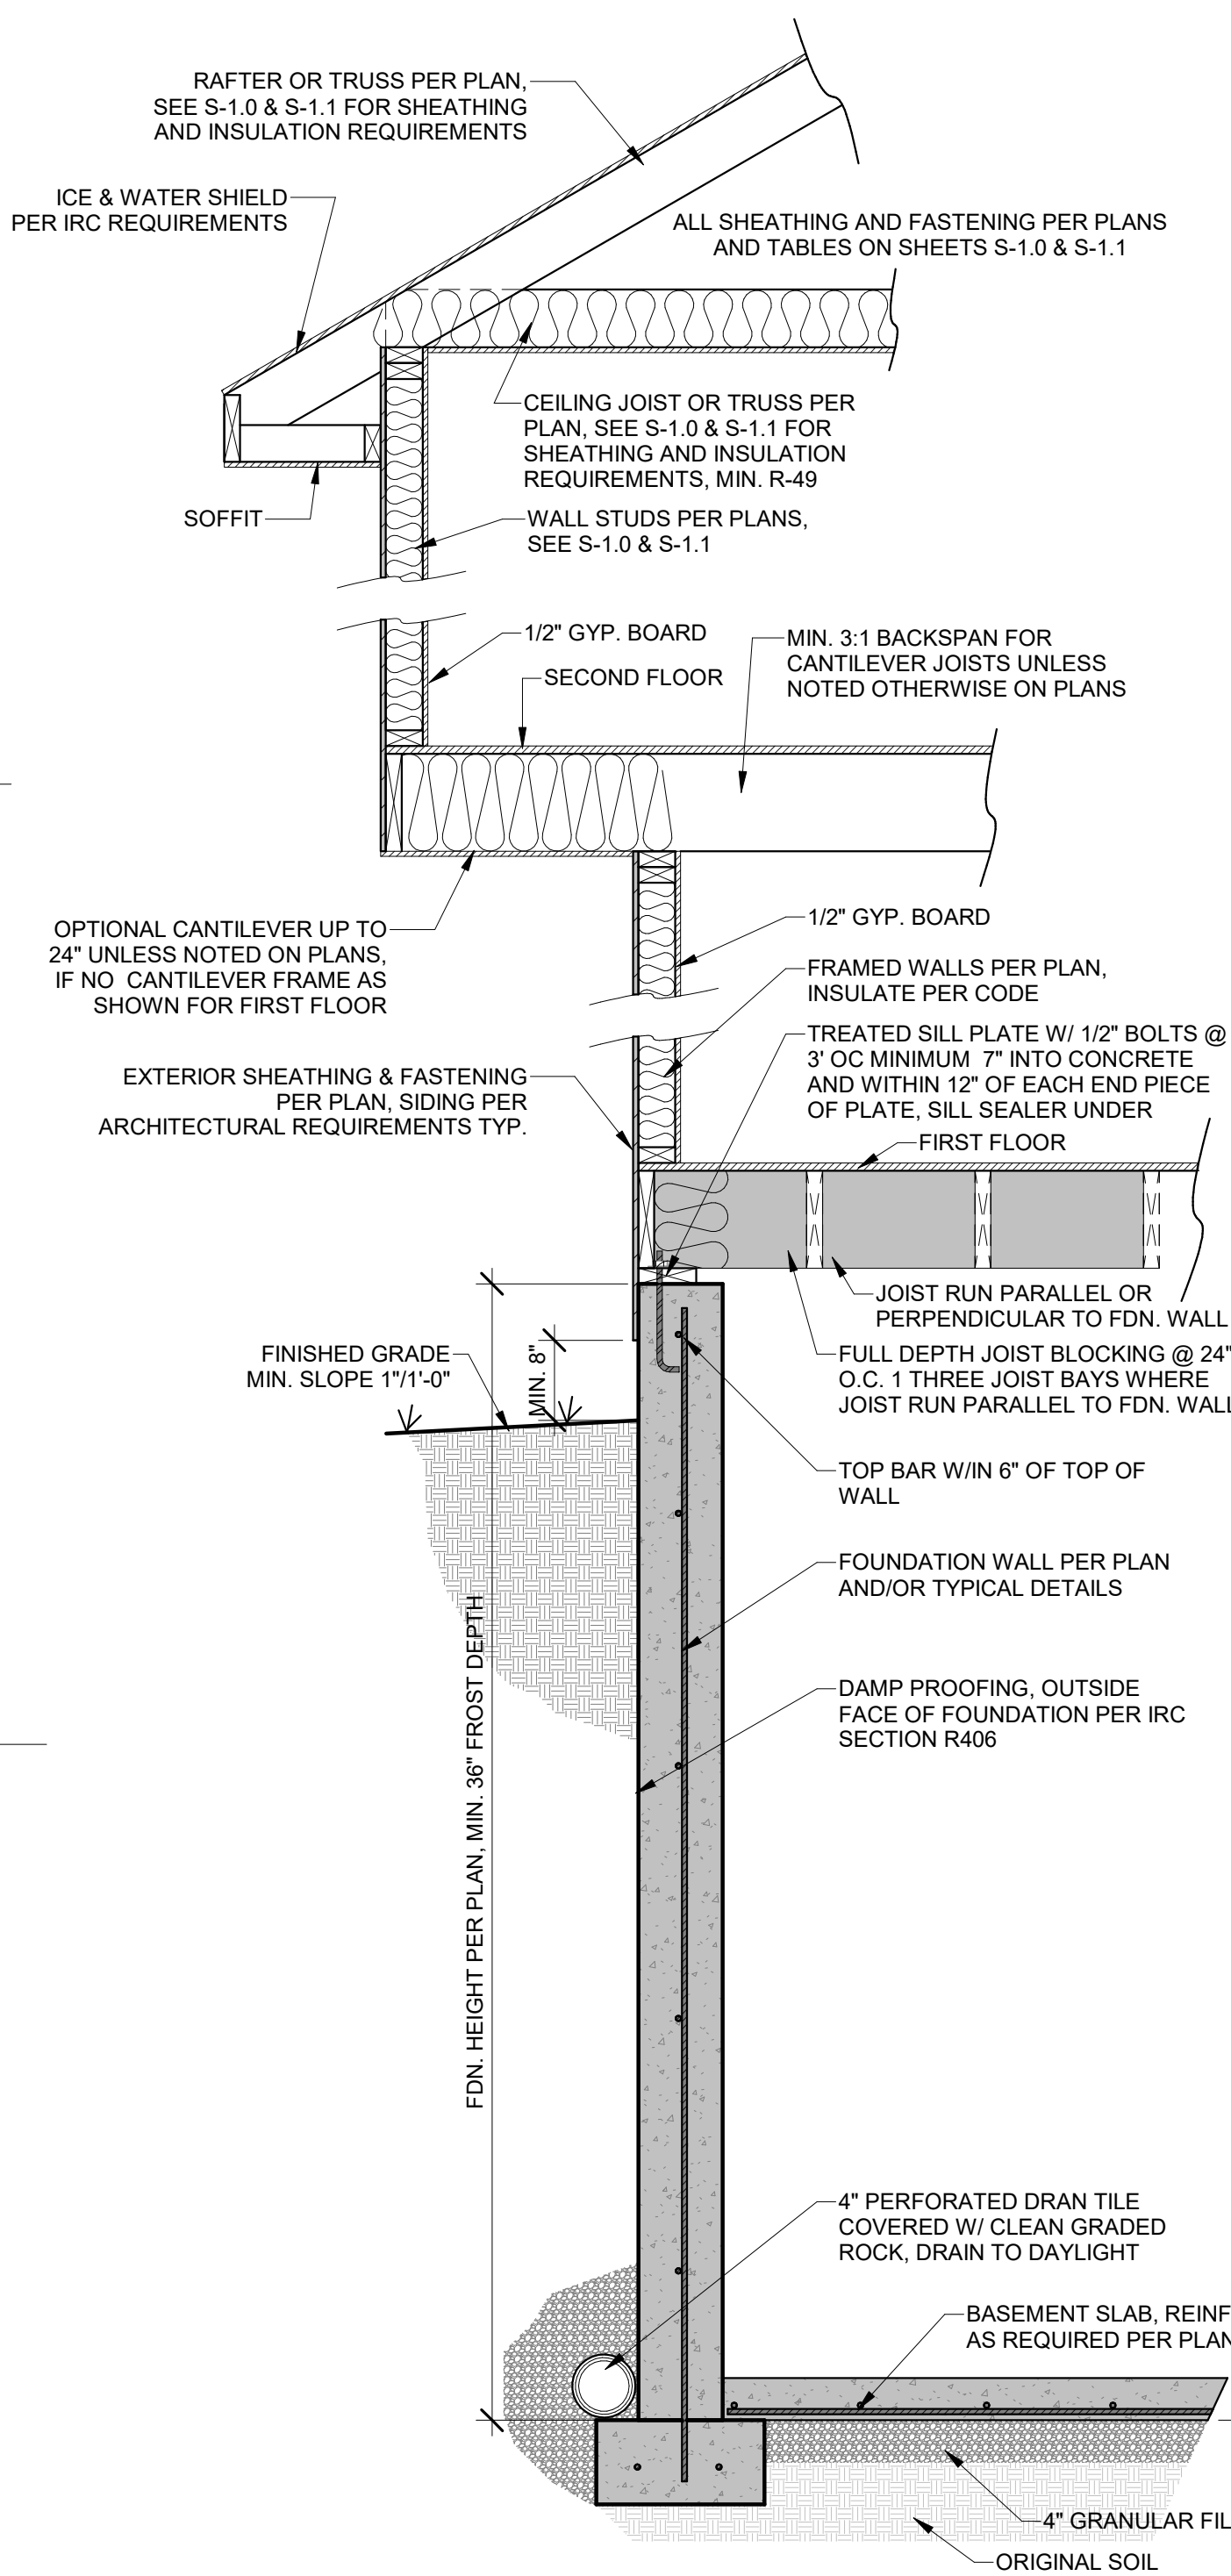 RAFTER OR TRUSS PER PLAN,
SEE S-1.0 & S-1.1 FOR SHEATHING
AND INSULATION REQUIREMENTS
ICE & WATER SHIELD
PER IRC REQUIREMENTS
ALL SHEATHING AND FASTENING PER PLANS
AND TABLES ON SHEETS S-1.0 & S-1.1
CEILING JOIST OR TRUSS PER
PLAN, SEE S-1.0 & S-1.1 FOR
SHEATHING AND INSULATION
REQUIREMENTS, MIN. R-49
SOFFIT
WALL STUDS PER PLANS,
SEE S-1.0 & S-1.1
1/2" GYP. BOARD
SECOND FLOOR
MIN. 3:1 BACKSPAN FOR
CANTILEVER JOISTS UNLESS
NOTED OTHERWISE ON PLANS
OPTIONAL CANTILEVER UP TO
24" UNLESS NOTED ON PLANS,
IF NO CANTILEVER FRAME AS
SHOWN FOR FIRST FLOOR
1/2" GYP. BOARD
FRAMED WALLS PER PLAN,
INSULATE PER CODE
TREATED SILL PLATE W/ 1/2" BOLTS @
3' OC MINIMUM 7" INTO CONCRETE
AND WITHIN 12" OF EACH END PIECE
OF PLATE, SILL SEALER UNDER
EXTERIOR SHEATHING & FASTENING
PER PLAN, SIDING PER
ARCHITECTURAL REQUIREMENTS TYP.
FIRST FLOOR
JOIST RUN PARALLEL OR
PERPENDICULAR TO FDN. WALL
FINISHED GRADE
MIN. SLOPE 1"/1'-0"
MIN. 8"
FULL DEPTH JOIST BLOCKING @ 24"
O.C. 1 THREE JOIST BAYS WHERE
JOIST RUN PARALLEL TO FDN. WALL
TOP BAR W/IN 6" OF TOP OF
WALL
FOUNDATION WALL PER PLAN
AND/OR TYPICAL DETAILS
DAMP PROOFING, OUTSIDE
FACE OF FOUNDATION PER IRC
SECTION R406
FDN. HEIGHT PER PLAN, MIN. 36" FROST DEPTH
4" PERFORATED DRAN TILE
COVERED W/ CLEAN GRADED
ROCK, DRAIN TO DAYLIGHT
BASEMENT SLAB, REINF
AS REQUIRED PER PLAN
4" GRANULAR FIL
ORIGINAL SOIL